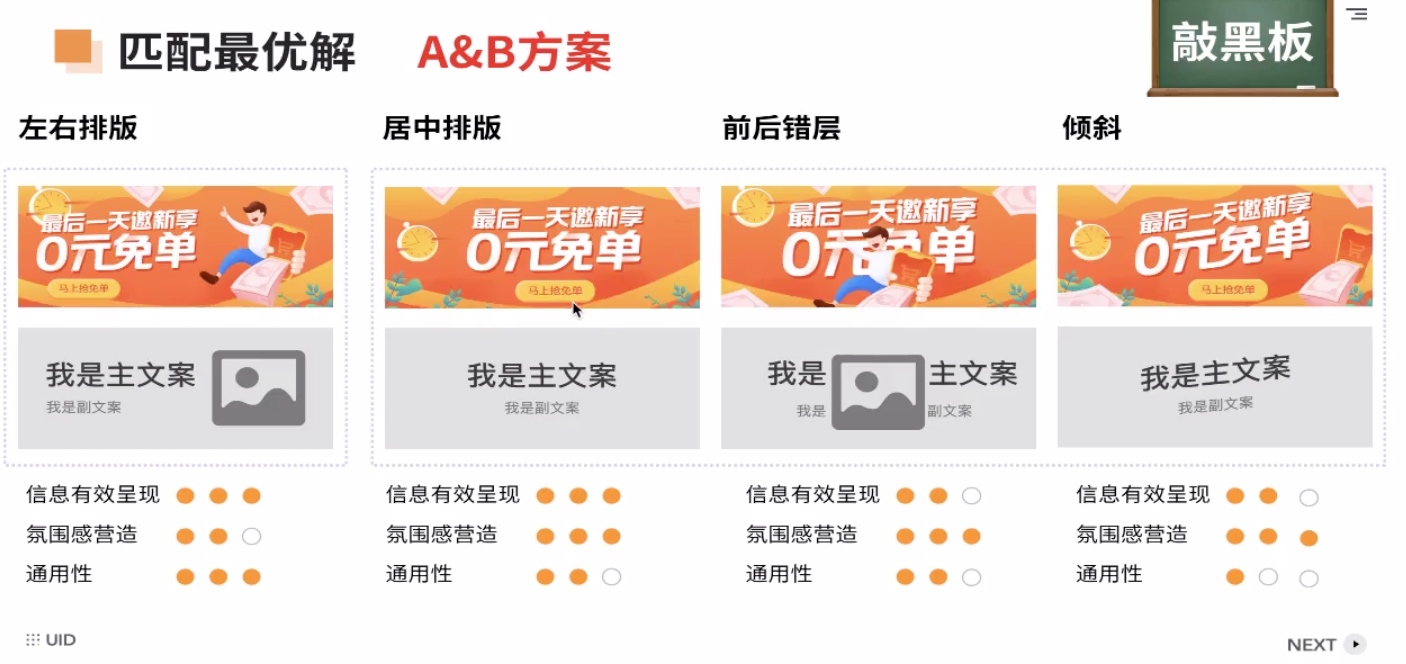 匹配最优解 A&B方案
敲黑板
左右排版
居中排版
前后错层
倾斜
最后一天邀新享
0元免单
马上抢免单
最后一天邀新享
0元免单
马上抢免单
最后一天邀新享
0元免单
最后一天邀新享
0元免单
马上抢免单
我是主文案
我是副文案
我是主文案
我是副文案
我是 主文案
我是 副文案
我是主文案
我是副文案
信息有效呈现
氛围感营造
通用性
信息有效呈现
氛围感营造
通用性
信息有效呈现
氛围感营造
通用性
信息有效呈现
氛围感营造
通用性
UID
NEXT